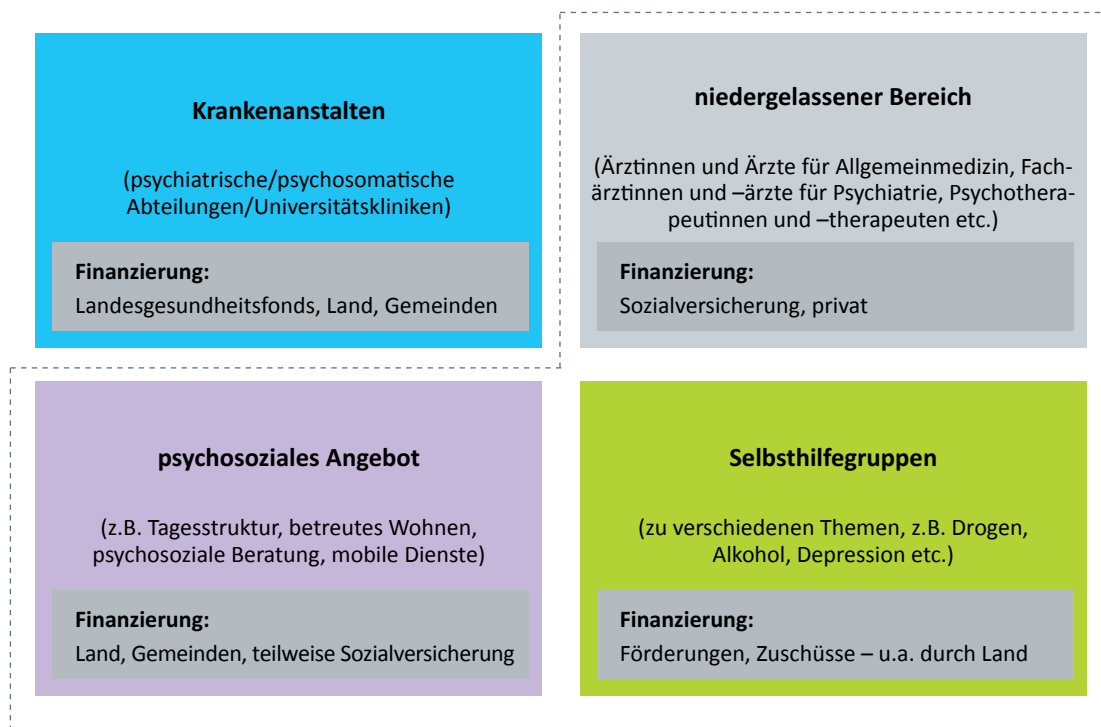 Krankenanstalten
(psychiatrische/psychosomatische
Abteilungen/Universitätskliniken)
Finanzierung:
Landesgesundheitsfonds, Land, Gemeinden
niedergelassener Bereich
(Ärztinnen und Ärzte für Allgemeinmedizin, Fach-
ärztinnen und –ärzte für Psychiatrie, Psychothera-
peutinnen und –therapeuten etc.)
Finanzierung:
Sozialversicherung, privat
psychosoziales Angebot
(z.B. Tagesstruktur, betreutes Wohnen,
psychosoziale Beratung, mobile Dienste)
Finanzierung:
Land, Gemeinden, teilweise Sozialversicherung
Selbsthilfegruppen
(zu verschiedenen Themen, z.B. Drogen,
Alkohol, Depression etc.)
Finanzierung:
Förderungen, Zuschüsse – u.a. durch Land